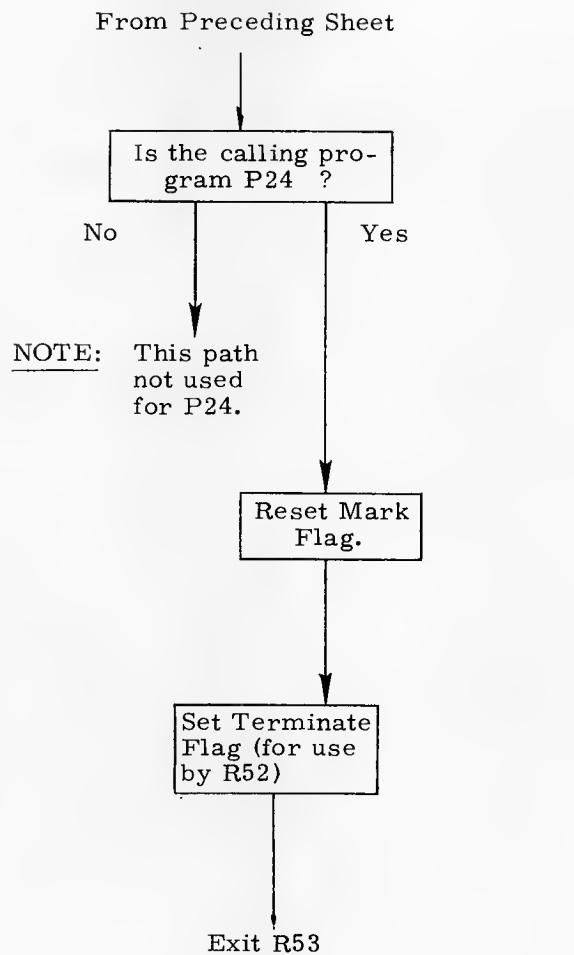 From Preceding Sheet
Is the calling pro-
gram P24 ?
No
Yes
NOTE: This path
not used
for P24.
Reset Mark
Flag.
Set Terminate
Flag (for use
by R52)
Exit R53